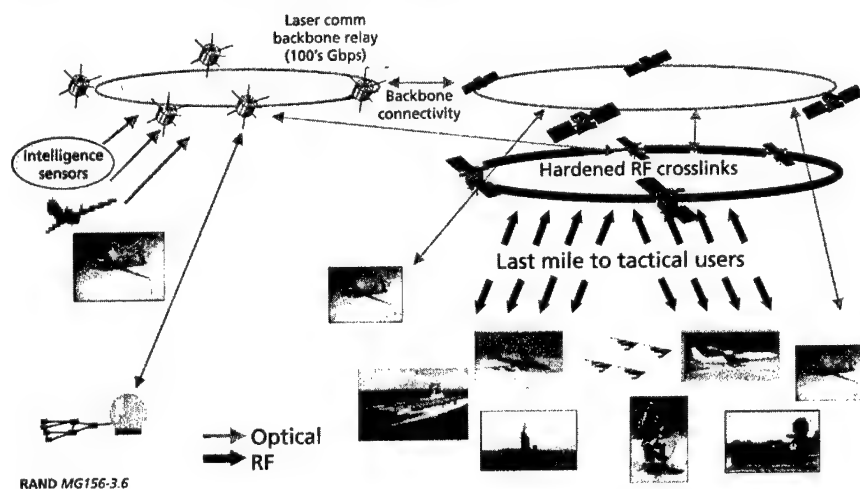 Laser comm
backbone relay
(100's Gbps)
Backbone
connectivity
Intelligence
sensors
Hardened RF crosslinks
Last mile to tactical users
Optical
RF
RAND MG156-3.6